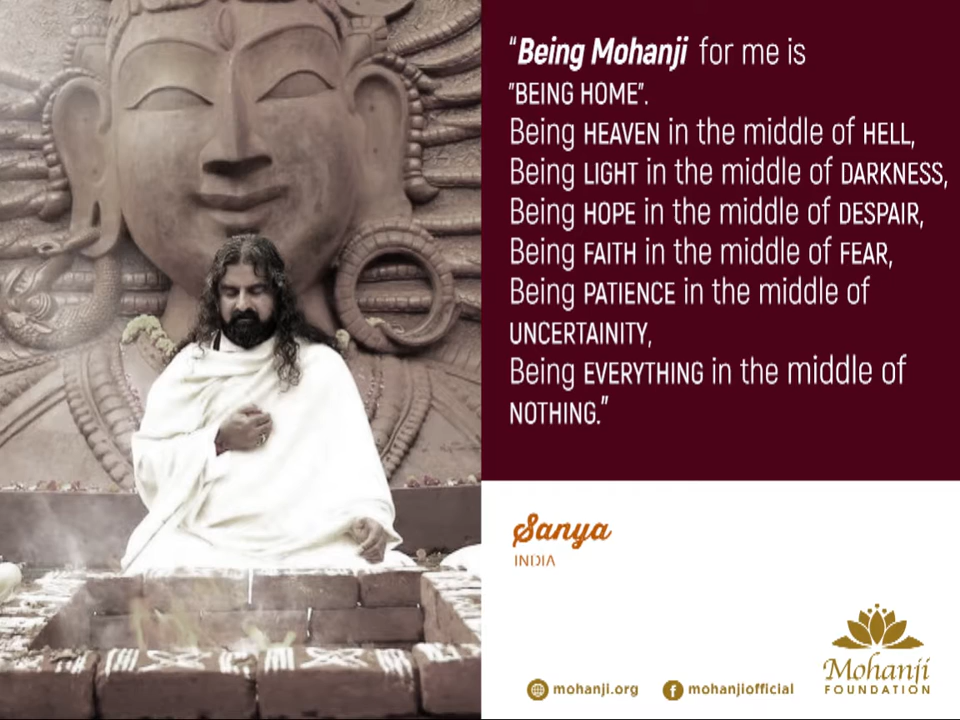 “Being Mohanji for me is
"BEING HOME".
Being HEAVEN in the middle of HELL,
Being LIGHT in the middle of DARKNESS,
Being HOPE in the middle of DESPAIR,
Being FAITH in the middle of FEAR,
Being PATIENCE in the middle of
UNCERTAINITY,
Being EVERYTHING in the middle of
NOTHING.”
Sanya
INDIA
mohanji.org
mohanjiofficial
Mohanji
FOUNDATION